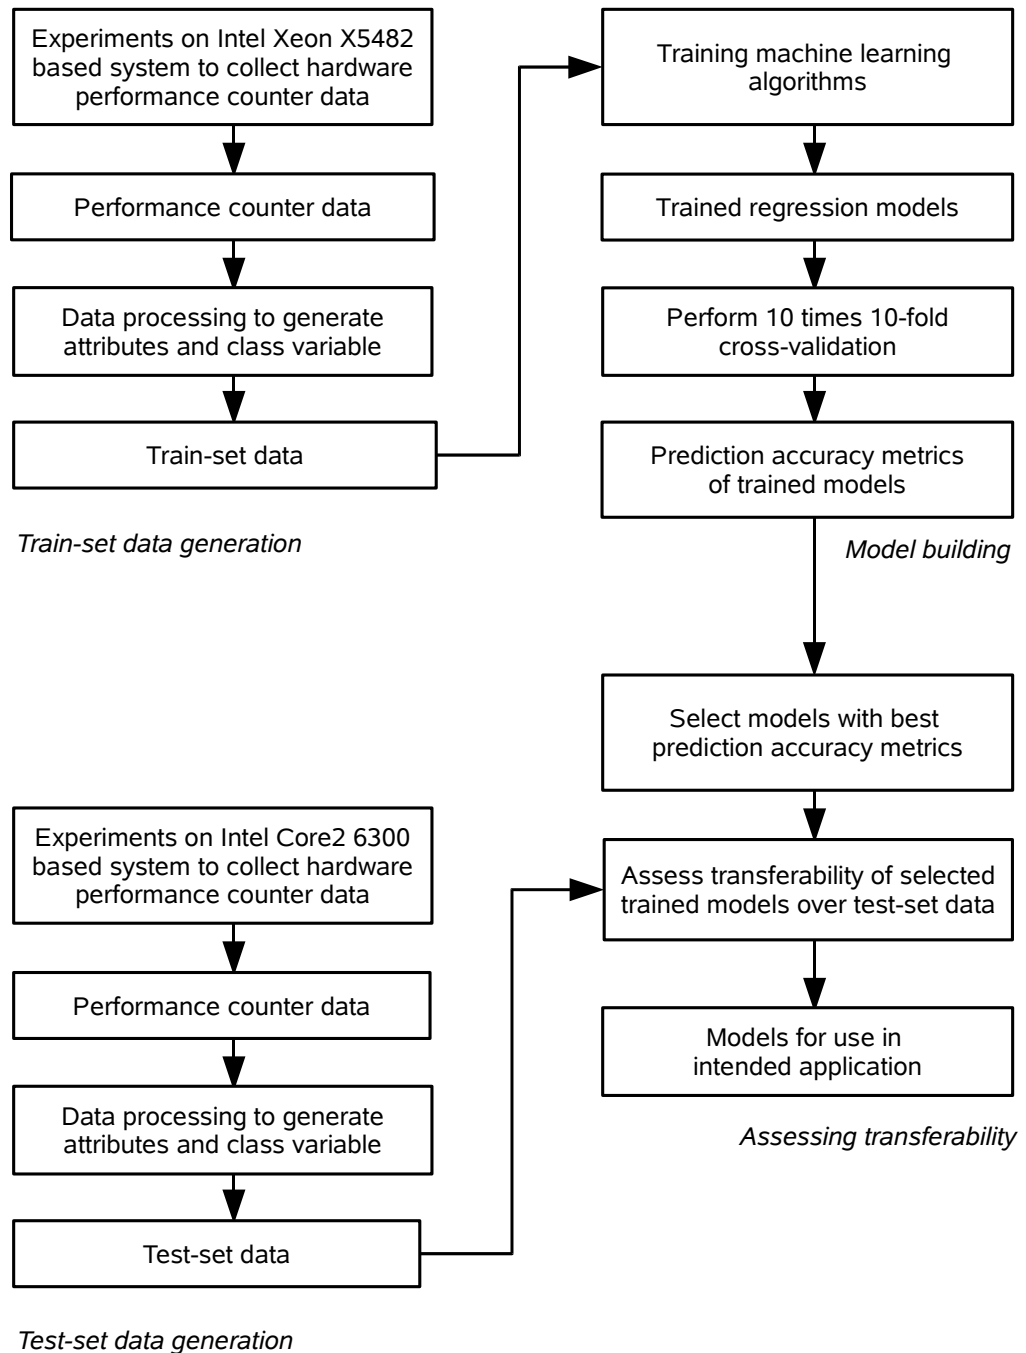 Experiments on Intel Xeon X5482
based system to collect hardware
performance counter data
Performance counter data
Data processing to generate
attributes and class variable
Train-set data
Train-set data generation
Training machine learning
algorithms
Trained regression models
Perform 10 times 10-fold
cross-validation
Prediction accuracy metrics
of trained models
Model building
Select models with best
prediction accuracy metrics
Experiments on Intel Core2 6300
based system to collect hardware
performance counter data
Performance counter data
Data processing to generate
attributes and class variable
Test-set data
Test-set data generation
Assess transferability of selected
trained models over test-set data
Models for use in
intended application
Assessing transferability